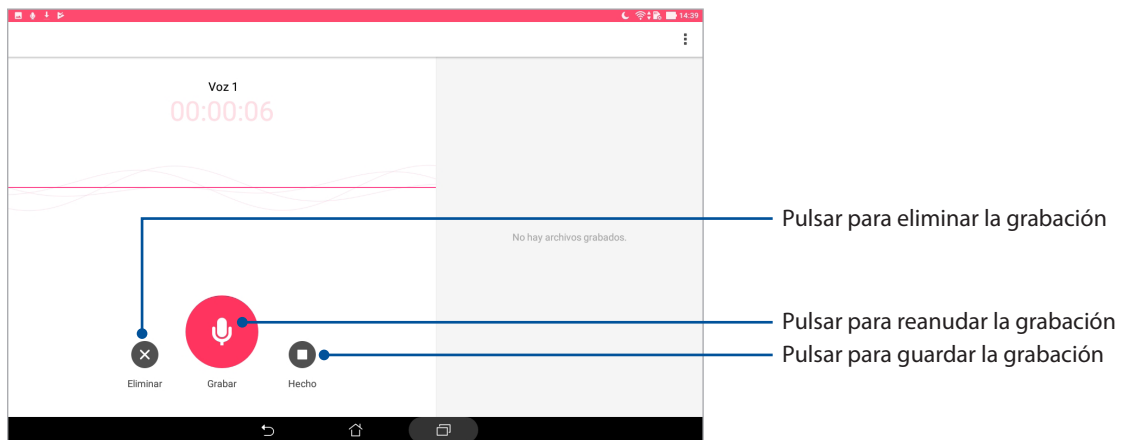 14:39
Voz 1
00:00:06
No hay archivos grabados.
Eliminar
Grabar
Hecho
Pulsar para eliminar la grabación
Pulsar para reanudar la grabación
Pulsar para guardar la grabación